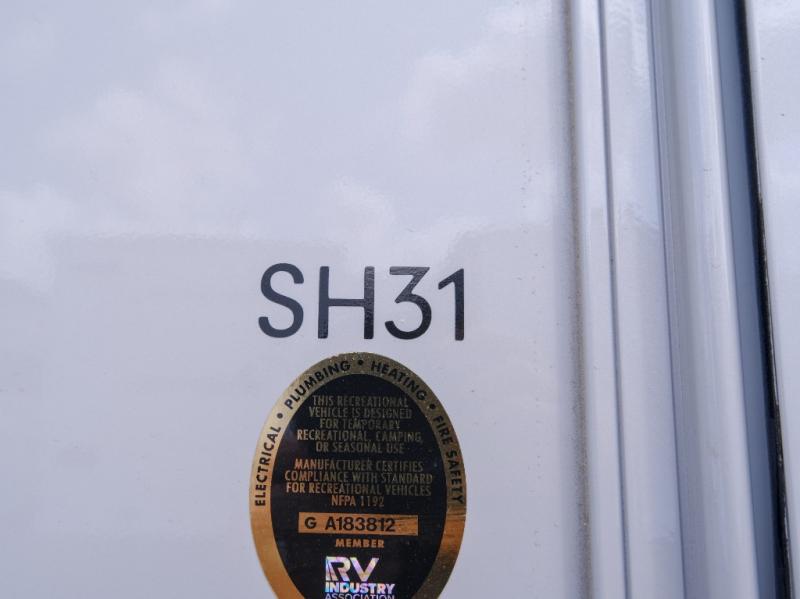 SH31
ELECTRICAL • PLUMBING • HEATING • FIRE SAFETY
THIS RECREATIONAL
VEHICLE IS DESIGNED
FOR TEMPORARY
RECREATIONAL, CAMPING,
OR SEASONAL USE
MANUFACTURER CERTIFIES
COMPLIANCE WITH STANDARD
FOR RECREATIONAL VEHICLES
NFPA 1192
G A183812
MEMBER
RV
INDUSTRY
ASSOCIATION